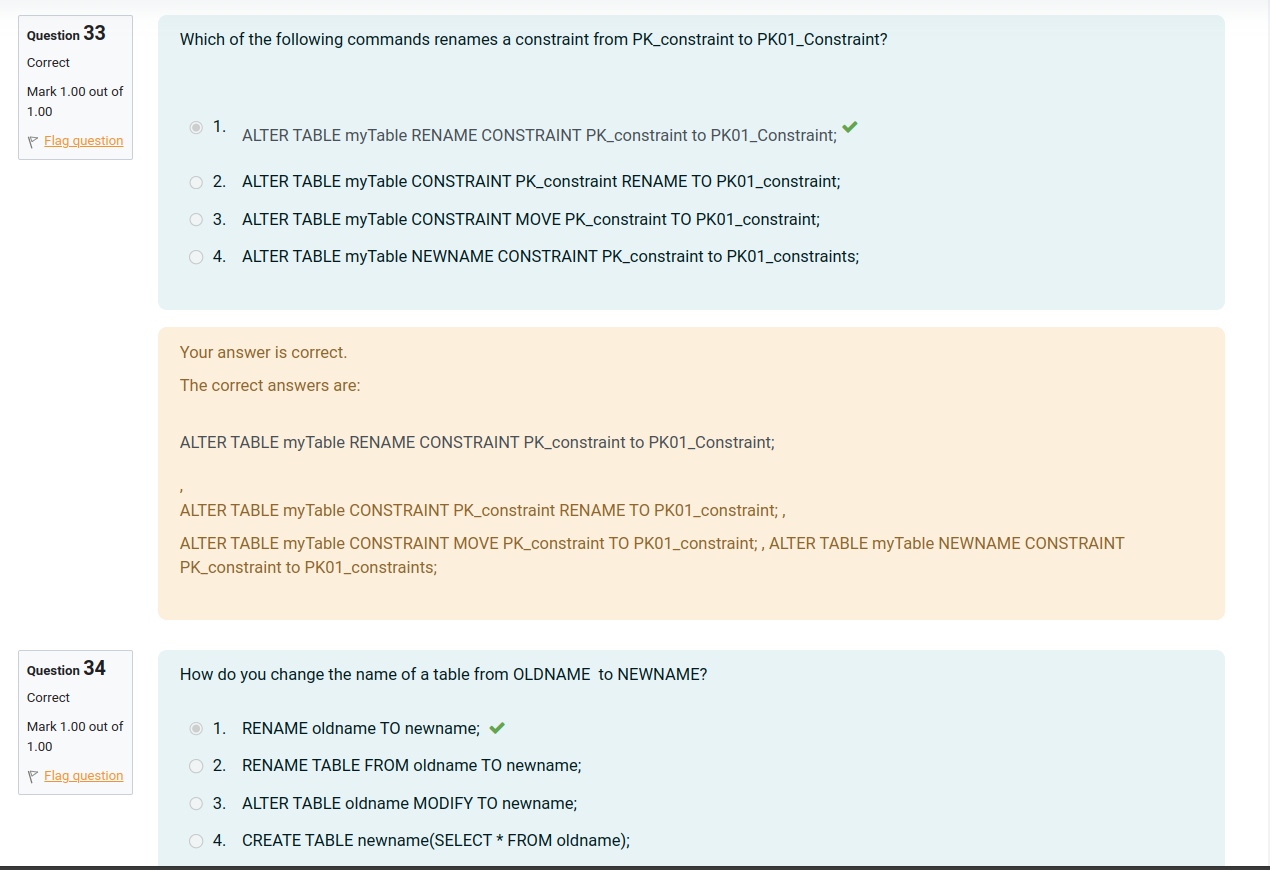 Question 33
Correct
Mark 1.00 out of
1.00
Flag question
Which of the following commands renames a constraint from PK_constraint to PK01_Constraint?
1. ALTER TABLE myTable RENAME CONSTRAINT PK_constraint to PK01_Constraint;
2. ALTER TABLE myTable CONSTRAINT PK_constraint RENAME TO PK01_constraint;
3. ALTER TABLE myTable CONSTRAINT MOVE PK_constraint TO PK01_constraint;
4. ALTER TABLE myTable NEWNAME CONSTRAINT PK_constraint to PK01_constraints;
Your answer is correct.
The correct answers are:
ALTER TABLE myTable RENAME CONSTRAINT PK_constraint to PK01_Constraint;
,
ALTER TABLE myTable CONSTRAINT PK_constraint RENAME TO PK01_constraint; ,
ALTER TABLE myTable CONSTRAINT MOVE PK_constraint TO PK01_constraint; , ALTER TABLE myTable NEWNAME CONSTRAINT
PK_constraint to PK01_constraints;
Question 34
Correct
Mark 1.00 out of
1.00
Flag question
How do you change the name of a table from OLDNAME  to NEWNAME?
1. RENAME oldname TO newname;
2. RENAME TABLE FROM oldname TO newname;
3. ALTER TABLE oldname MODIFY TO newname;
4. CREATE TABLE newname(SELECT * FROM oldname);